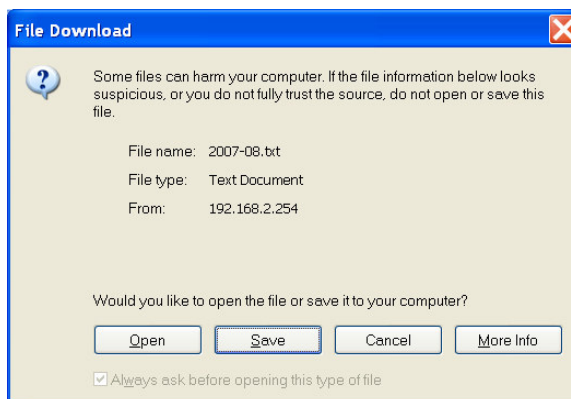 File Download
Some files can harm your computer. If the file information below looks
suspicious, or you do not fully trust the source, do not open or save this
file.
File name: 2007-08.txt
File type: Text Document
From: 192.168.2.254
Would you like to open the file or save it to your computer?
Open Save Cancel More Info
Always ask before opening this type of file